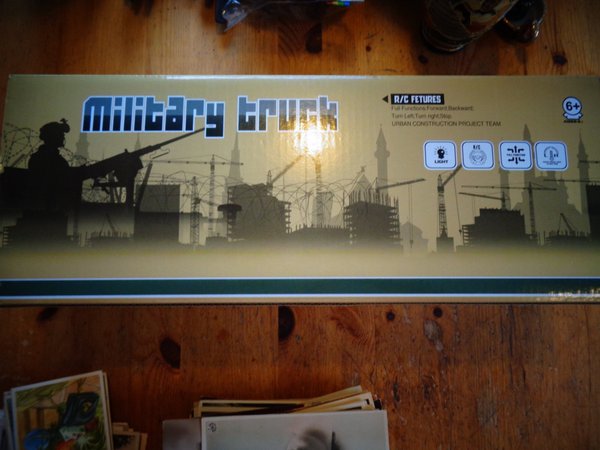 Military truck
R/C FETURES
Full Functions:Forward,Backward;
Turn Left,Turn right;Stop.
URBAN CONSTRUCTION PROJECT TEAM
6+
LIGHT
R/C